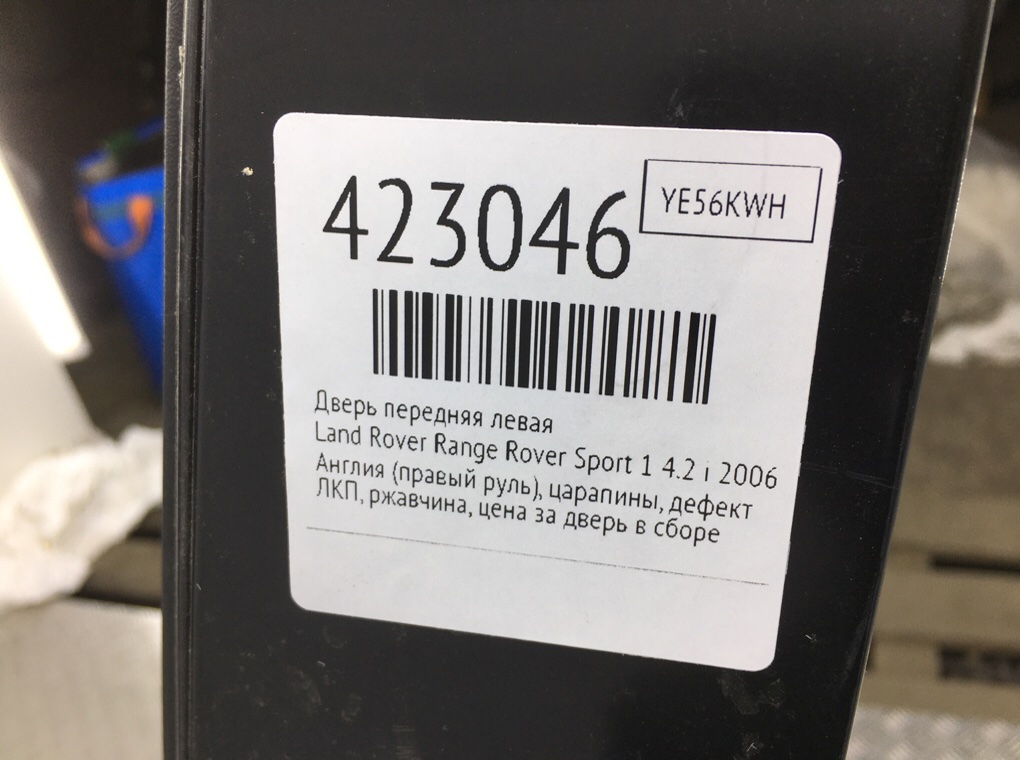 423046
YE56KWH
Дверь передняя левая
Land Rover Range Rover Sport 1 4.2 i 2006
Англия (правый руль), царапины, дефект
ЛКП, ржавчина, цена за дверь в сборе